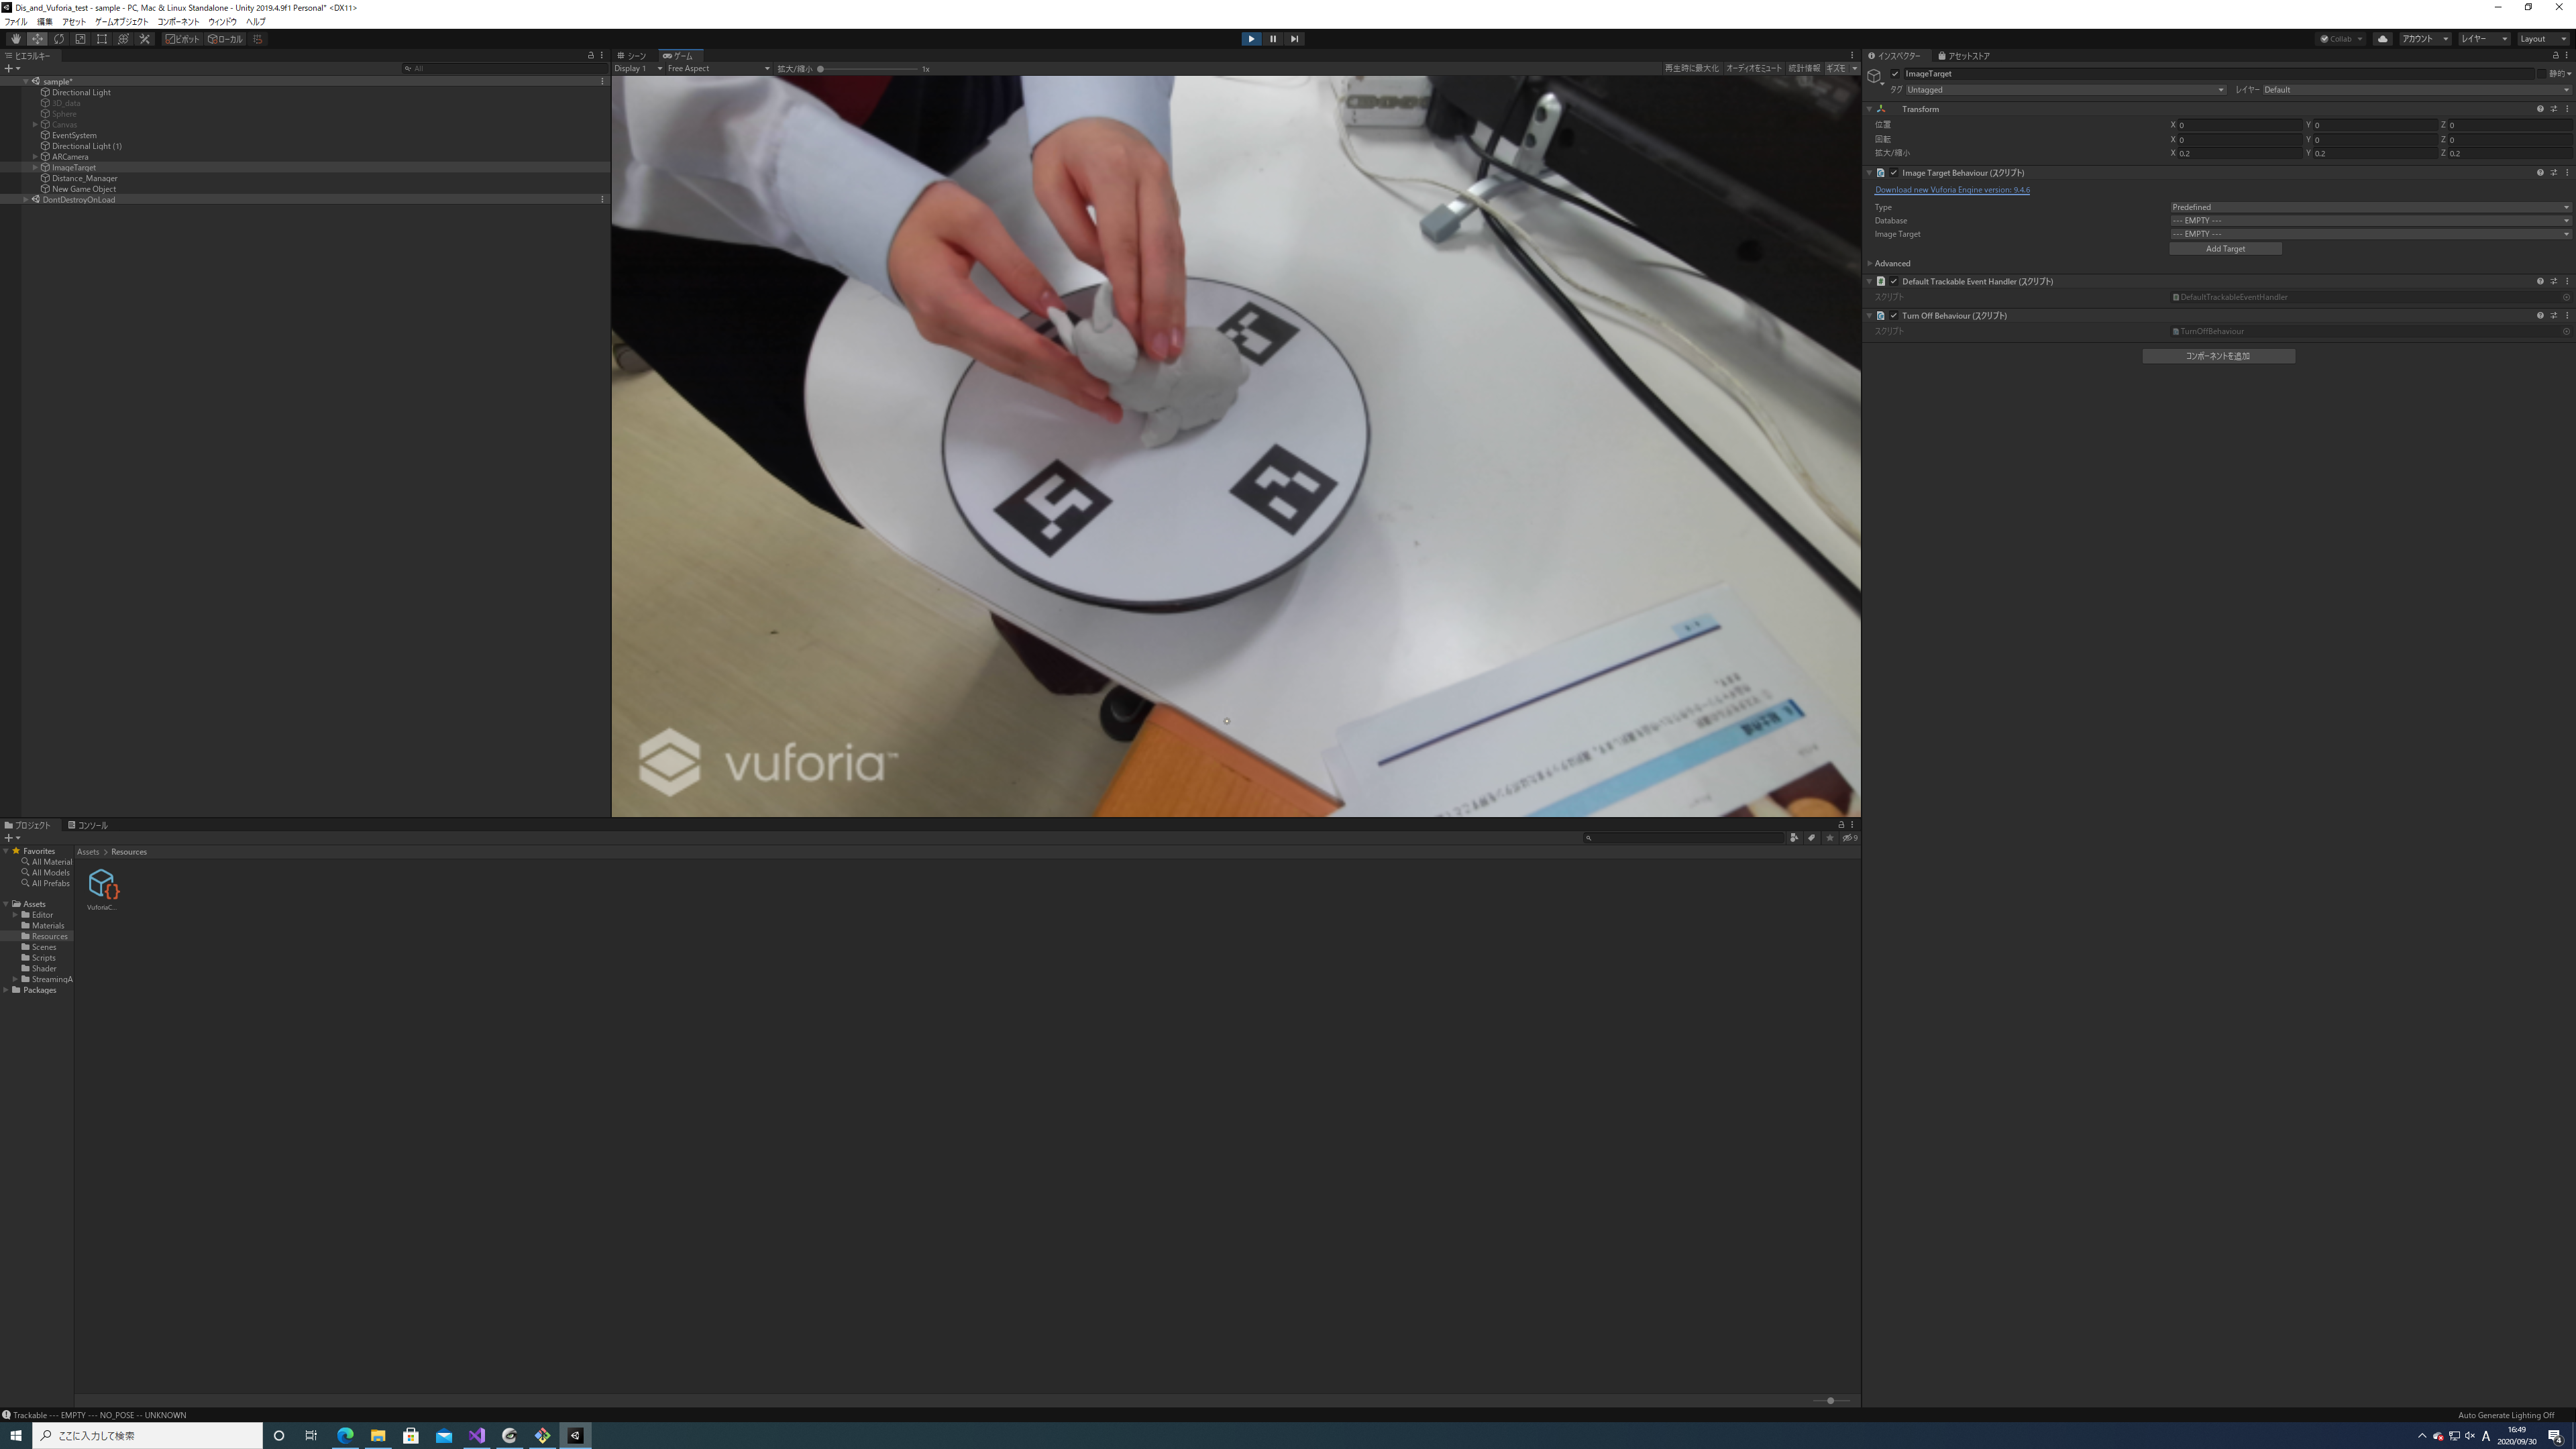 Dis_and_Vuforia_test - sample - PC, Mac & Linux Standalone - Unity 2019.4.9f1 Personal* <DX11>
ファイル 編集 アセット ゲームオブジェクト コンポーネント ウィンドウ ヘルプ
ピボット ローカル
Collab アカウント レイヤー Layout
ヒエラルキー
All
sample*
Directional Light
3D_data
Sphere
Canvas
EventSystem
Directional Light (1)
ARCamera
ImageTarget
Distance_Manager
New Game Object
DontDestroyOnLoad
シーン ゲーム
Display 1 Free Aspect 拡大/縮小 1x 再生時に最大化 オーディオをミュート 統計情報 ギズモ
vuforia™
インスペクター アセットストア
ImageTarget 静的
タグ Untagged レイヤー Default
Transform
位置 X 0 Y 0 Z 0
回転 X 0 Y 0 Z 0
拡大/縮小 X 0.2 Y 0.2 Z 0.2
Image Target Behaviour (スクリプト)
Download new Vuforia Engine version: 9.4.6
Type Predefined
Database --- EMPTY ---
Image Target --- EMPTY ---
Add Target
Advanced
Default Trackable Event Handler (スクリプト)
スクリプト DefaultTrackableEventHandler
Turn Off Behaviour (スクリプト)
スクリプト TurnOffBehaviour
コンポーネントを追加
プロジェクト コンソール
9
Favorites
All Material
All Models
All Prefabs
Assets
Editor
Materials
Resources
Scenes
Scripts
Shader
StreamingA
Packages
Assets > Resources
VuforiaC...
Trackable --- EMPTY --- NO_POSE -- UNKNOWN
Auto Generate Lighting Off
ここに入力して検索
A 16:49
2020/09/30
4